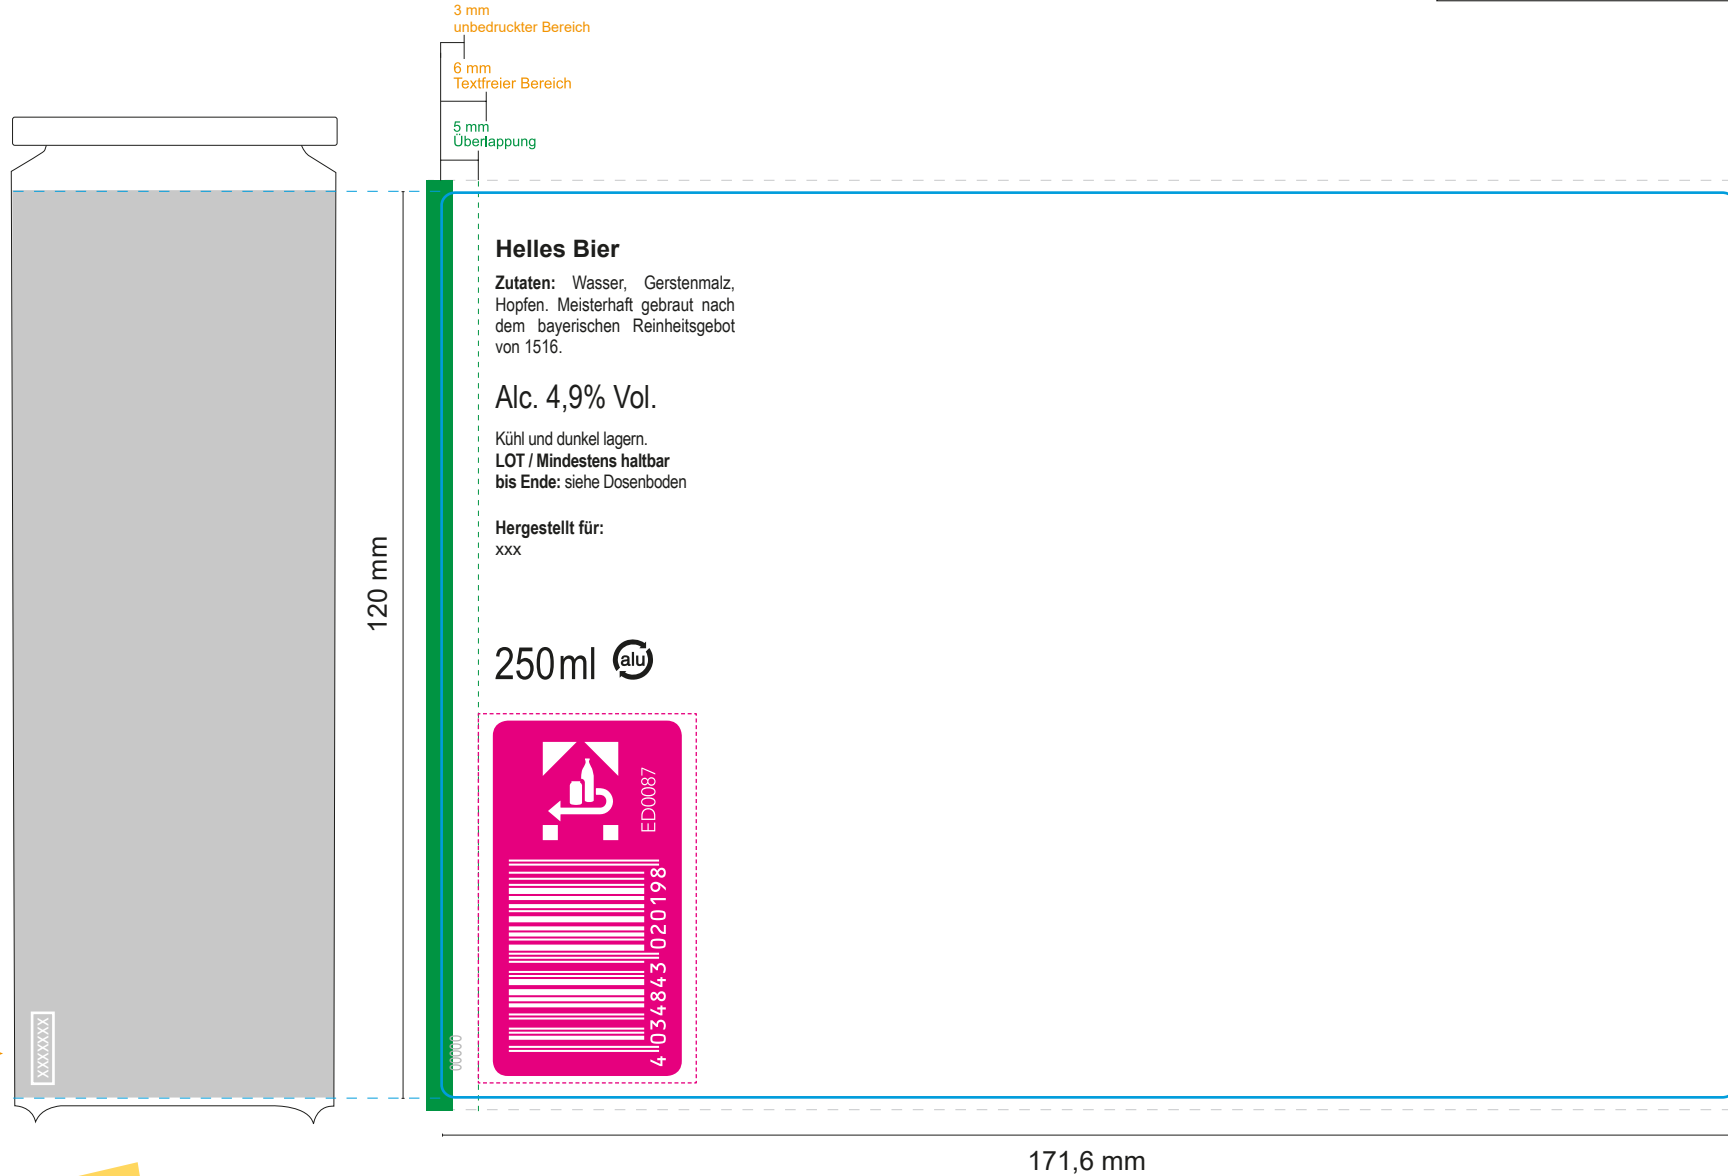 3 mm
unbedruckter Bereich
6 mm
Textfreier Bereich
5 mm
Überlappung
Helles Bier
Zutaten: Wasser, Gerstenmalz,
Hopfen. Meisterhaft gebraut nach
dem bayerischen Reinheitsgebot
von 1516.
Alc. 4,9% Vol.
Kühl und dunkel lagern.
LOT / Mindestens haltbar
bis Ende: siehe Dosenboden
Hergestellt für:
xxx
120 mm
250 ml
alu
ED0087
4 034843 020198
00000
XXXXXXX
171,6 mm